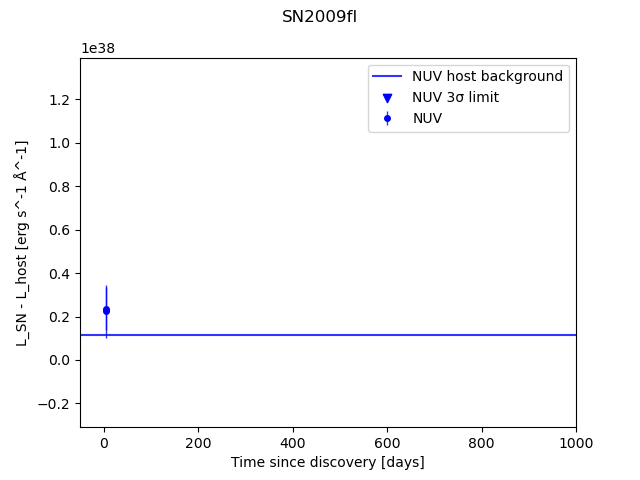 SN2009fl
1e38
NUV host background
NUV 3σ limit
NUV
1.2
1.0
0.8
0.6
0.4
0.2
0.0
−0.2
L_SN - L_host [erg s^-1 Å^-1]
0
200
400
600
800
1000
Time since discovery [days]